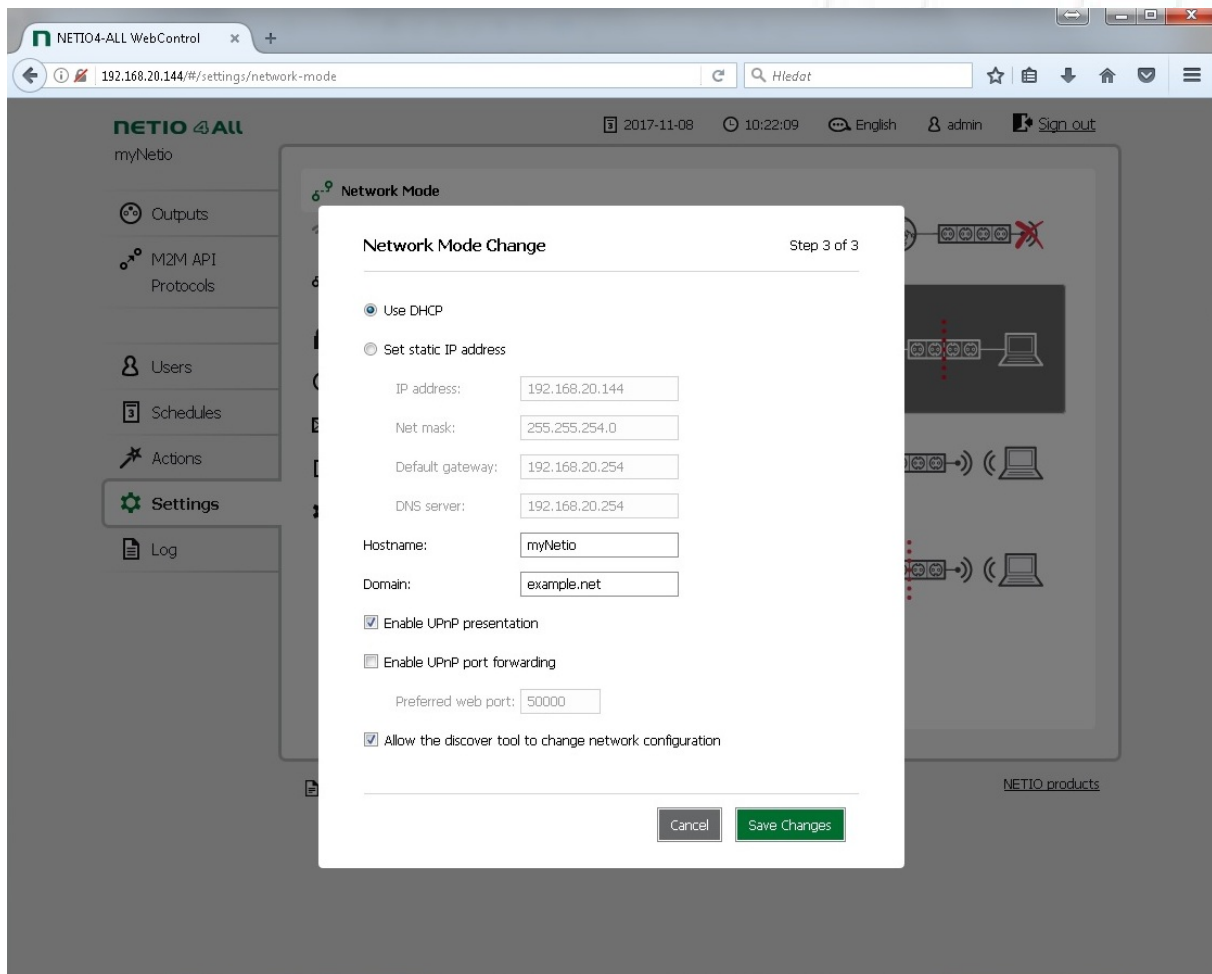 NETIO4-ALL WebControl
192.168.20.144/#/settings/network-mode
Hledat
NETIO 4All
myNetio
3 2017-11-08 10:22:09 English admin Sign out
Outputs
M2M API
Protocols
Users
3 Schedules
Actions
Settings
Log
Network Mode
Network Mode Change Step 3 of 3
Use DHCP
Set static IP address
IP address: 192.168.20.144
Net mask: 255.255.254.0
Default gateway: 192.168.20.254
DNS server: 192.168.20.254
Hostname: myNetio
Domain: example.net
Enable UPnP presentation
Enable UPnP port forwarding
Preferred web port: 50000
Allow the discover tool to change network configuration
Cancel Save Changes
NETIO products